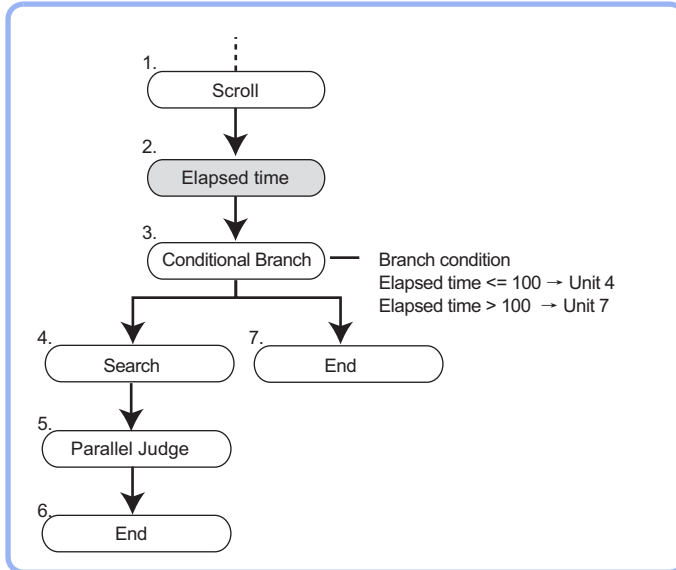 1.
Scroll
2.
Elapsed time
3.
Conditional Branch
Branch condition
Elapsed time <= 100 → Unit 4
Elapsed time > 100 → Unit 7
4.
Search
7.
End
5.
Parallel Judge
6.
End